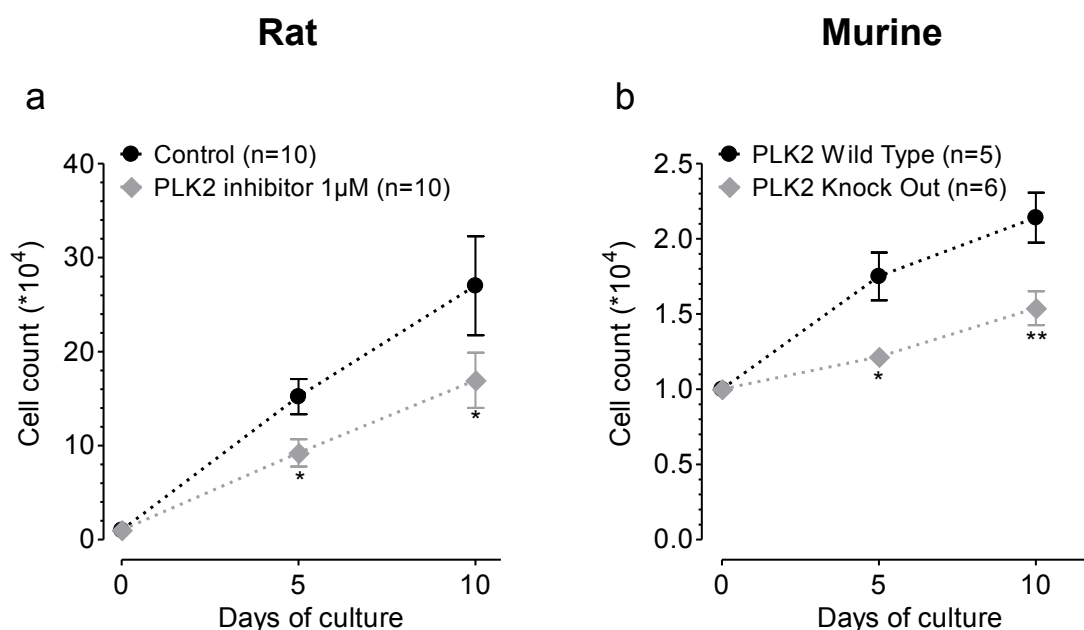 Rat
Murine
a
b
Control (n=10)
PLK2 inhibitor 1µM (n=10)
PLK2 Wild Type (n=5)
PLK2 Knock Out (n=6)
Cell count (*10⁴)
40
30
20
10
0
*
*
0
5
10
Days of culture
Cell count (*10⁴)
2.5
2.0
1.5
1.0
0.5
0.0
*
**
0
5
10
Days of culture